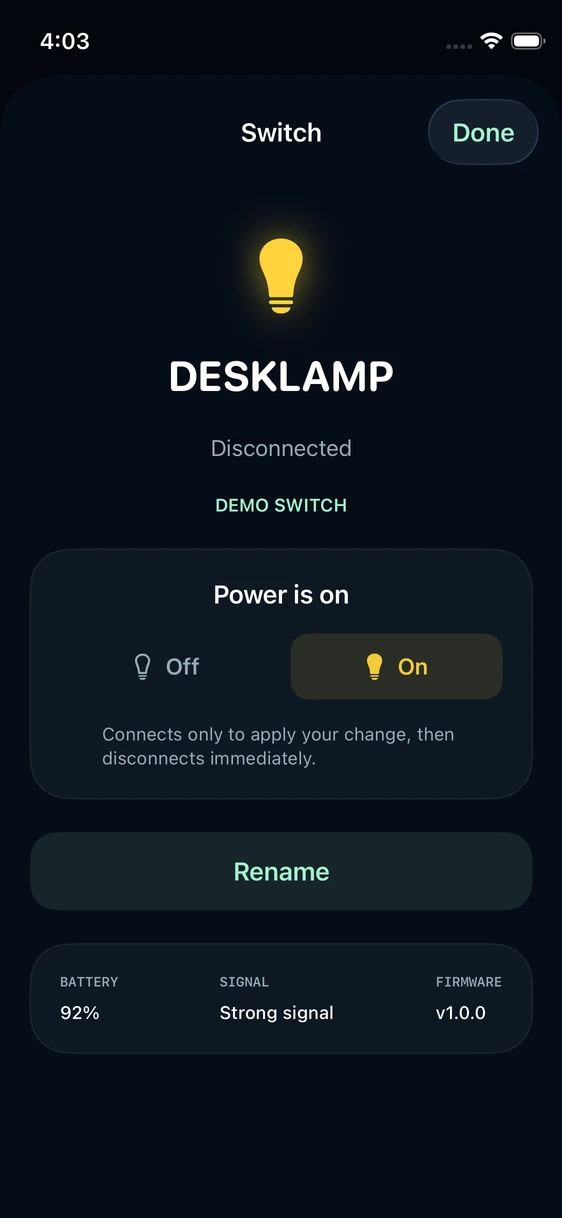 4:03
Switch
Done
DESKLAMP
Disconnected
DEMO SWITCH
Power is on
Off
On
Connects only to apply your change, then
disconnects immediately.
Rename
BATTERY
SIGNAL
FIRMWARE
92%
Strong signal
v1.0.0